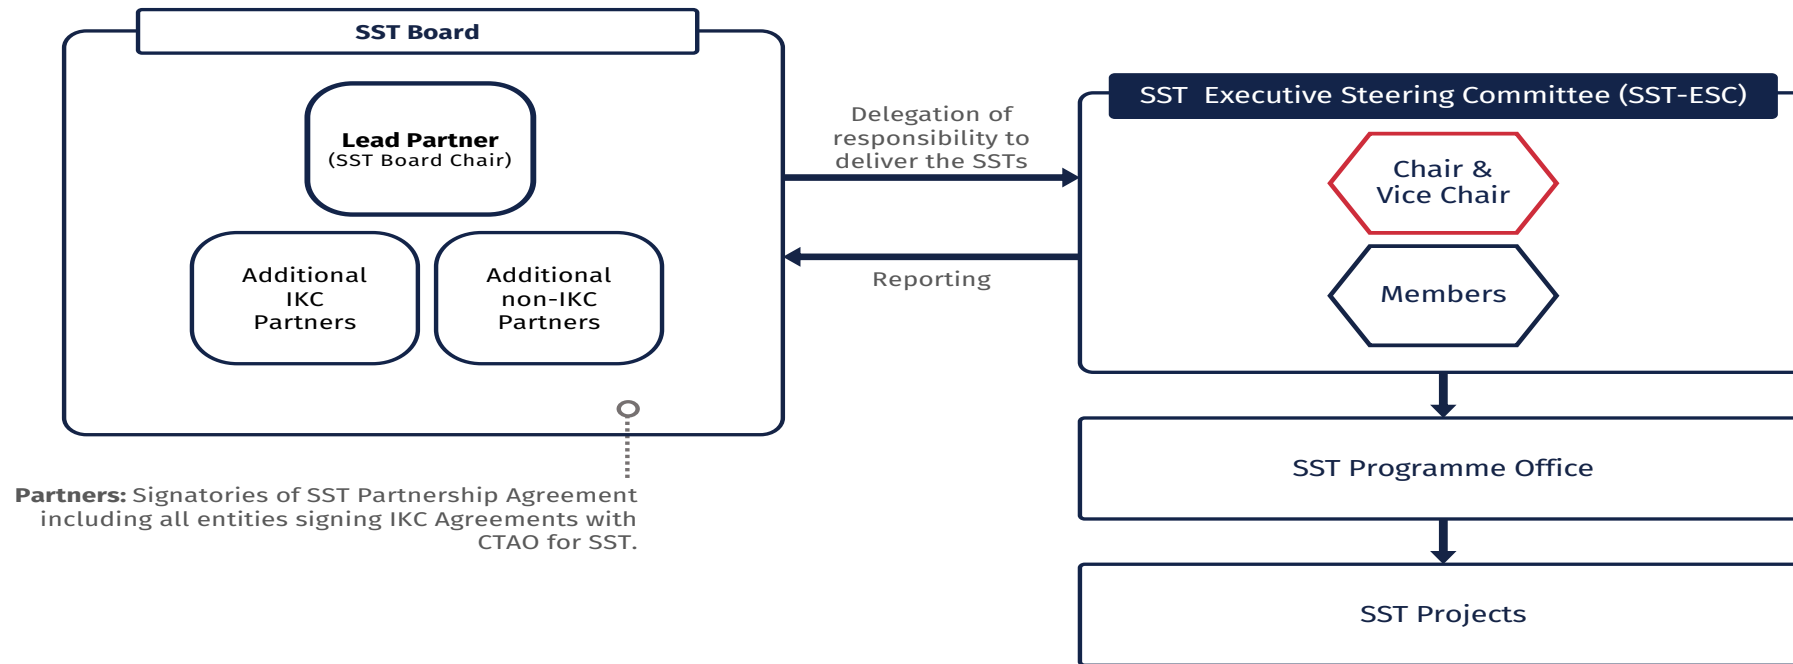 SST Board
Lead Partner
(SST Board Chair)
Additional
IKC
Partners
Additional
non-IKC
Partners
Partners: Signatories of SST Partnership Agreement
including all entities signing IKC Agreements with
CTAO for SST.
Delegation of
responsibility to
deliver the SSTs
Reporting
SST Executive Steering Committee (SST-ESC)
Chair &
Vice Chair
Members
SST Programme Office
SST Projects